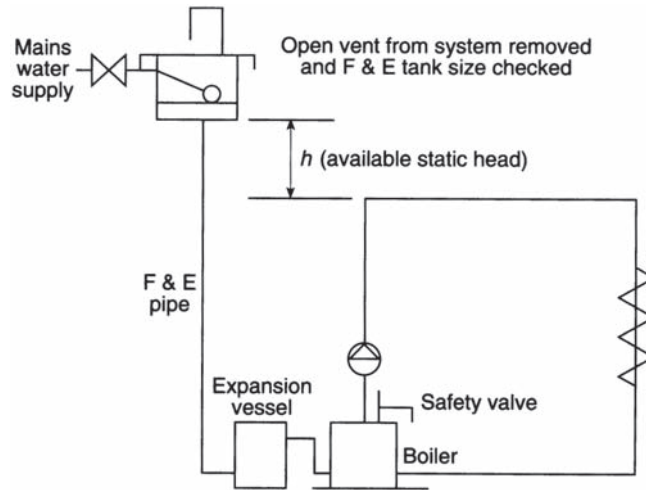 Mains
water
supply
Open vent from system removed
and F & E tank size checked
h (available static head)
F & E
pipe
Expansion
vessel
Safety valve
Boiler